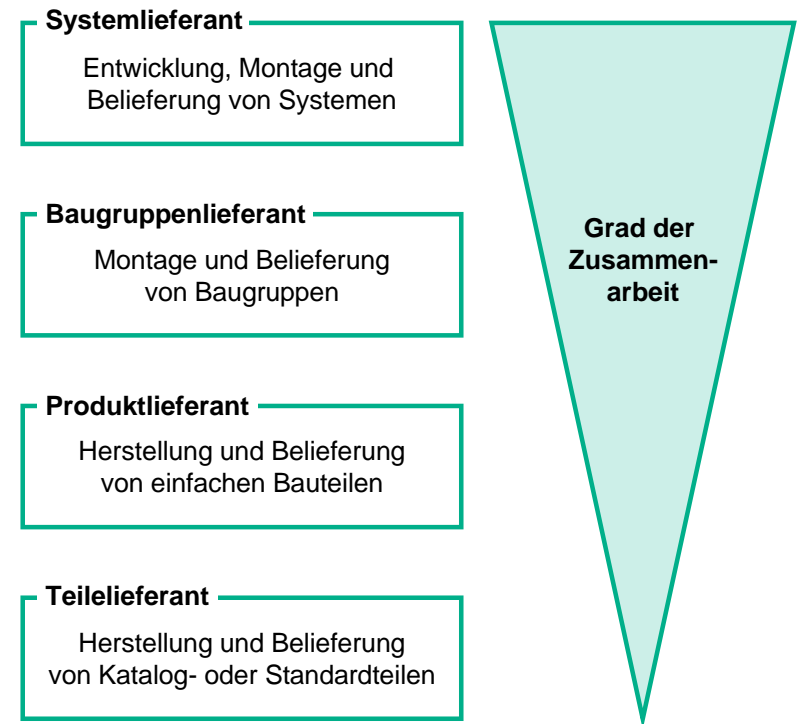 Systemlieferant
Entwicklung, Montage und
Belieferung von Systemen
Baugruppenlieferant
Montage und Belieferung
von Baugruppen
Produktlieferant
Herstellung und Belieferung
von einfachen Bauteilen
Teilelieferant
Herstellung und Belieferung
von Katalog- oder Standardteilen
Grad der
Zusammen-
arbeit